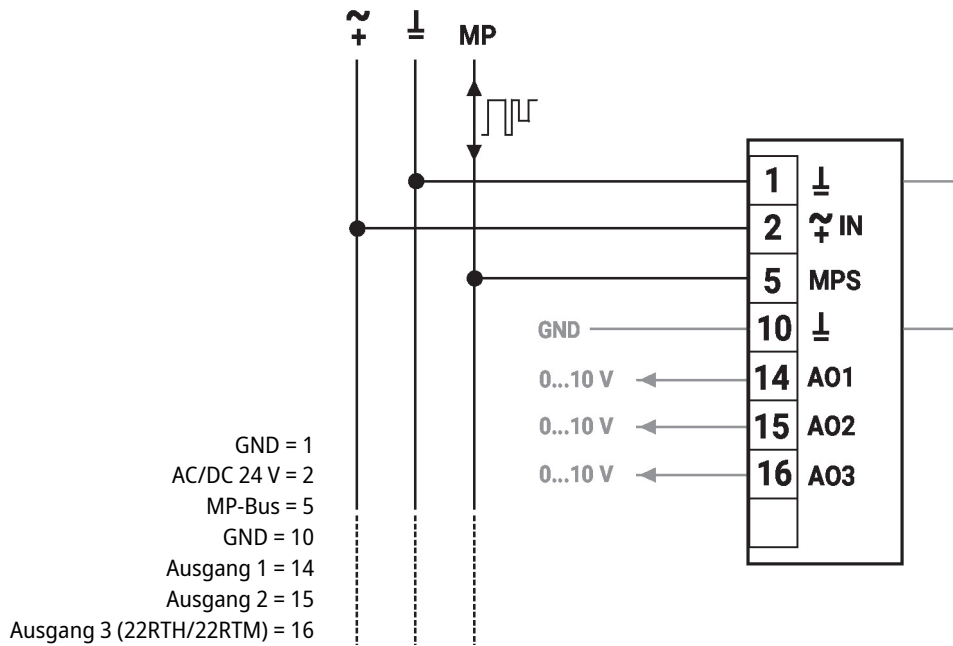 MP
1
2 IN
5 MPS
GND 10
0...10 V 14 AO1
0...10 V 15 AO2
0...10 V 16 AO3
GND = 1
AC/DC 24 V = 2
MP-Bus = 5
GND = 10
Ausgang 1 = 14
Ausgang 2 = 15
Ausgang 3 (22RTH/22RTM) = 16